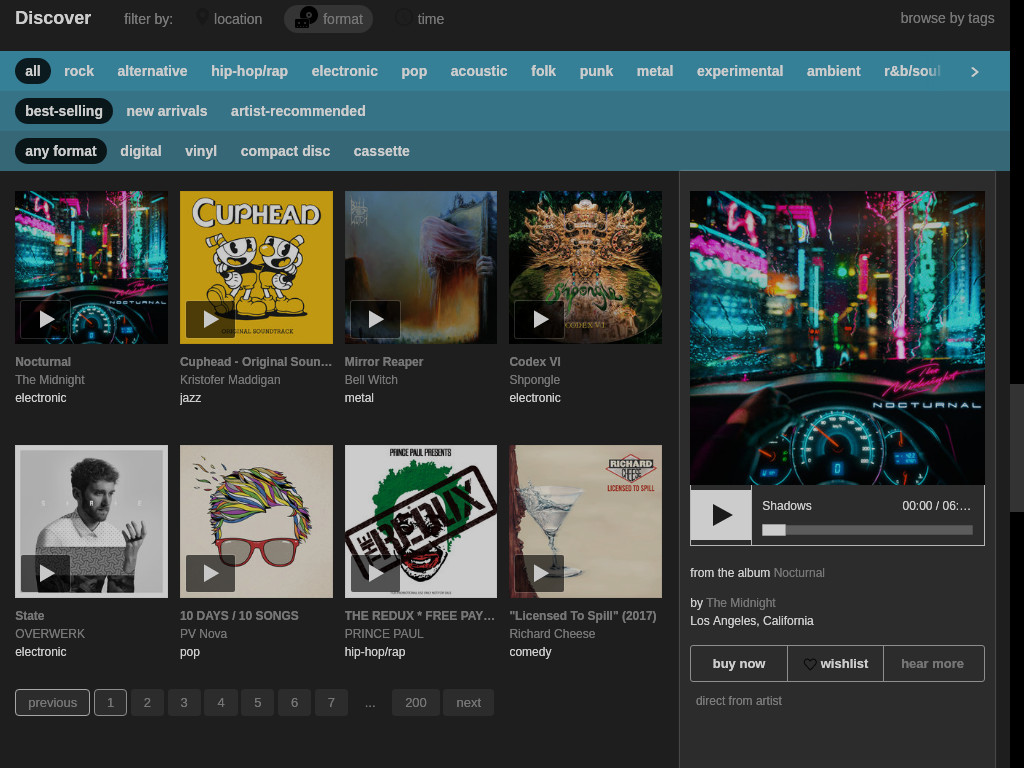 Discover
filter by: location format time
browse by tags
all rock alternative hip-hop/rap electronic pop acoustic folk punk metal experimental ambient r&b/soul
best-selling new arrivals artist-recommended
any format digital vinyl compact disc cassette
The Midnight
NOCTURNAL
CUPHEAD
ORIGINAL SOUNDTRACK
Shpongle
CODEX VI
Nocturnal
The Midnight
electronic
Cuphead - Original Soun...
Kristofer Maddigan
jazz
Mirror Reaper
Bell Witch
metal
Codex VI
Shpongle
electronic
PRINCE PAUL PRESENTS
THE REDUX
RICHARD CHEESE
LICENSED TO SPILL
State
OVERWERK
electronic
10 DAYS / 10 SONGS
PV Nova
pop
THE REDUX * FREE PAY...
PRINCE PAUL
hip-hop/rap
"Licensed To Spill" (2017)
Richard Cheese
comedy
previous 1 2 3 4 5 6 7 ... 200 next
The Midnight
NOCTURNAL
Shadows 00:00 / 06:...
from the album Nocturnal
by The Midnight
Los Angeles, California
buy now wishlist hear more
direct from artist